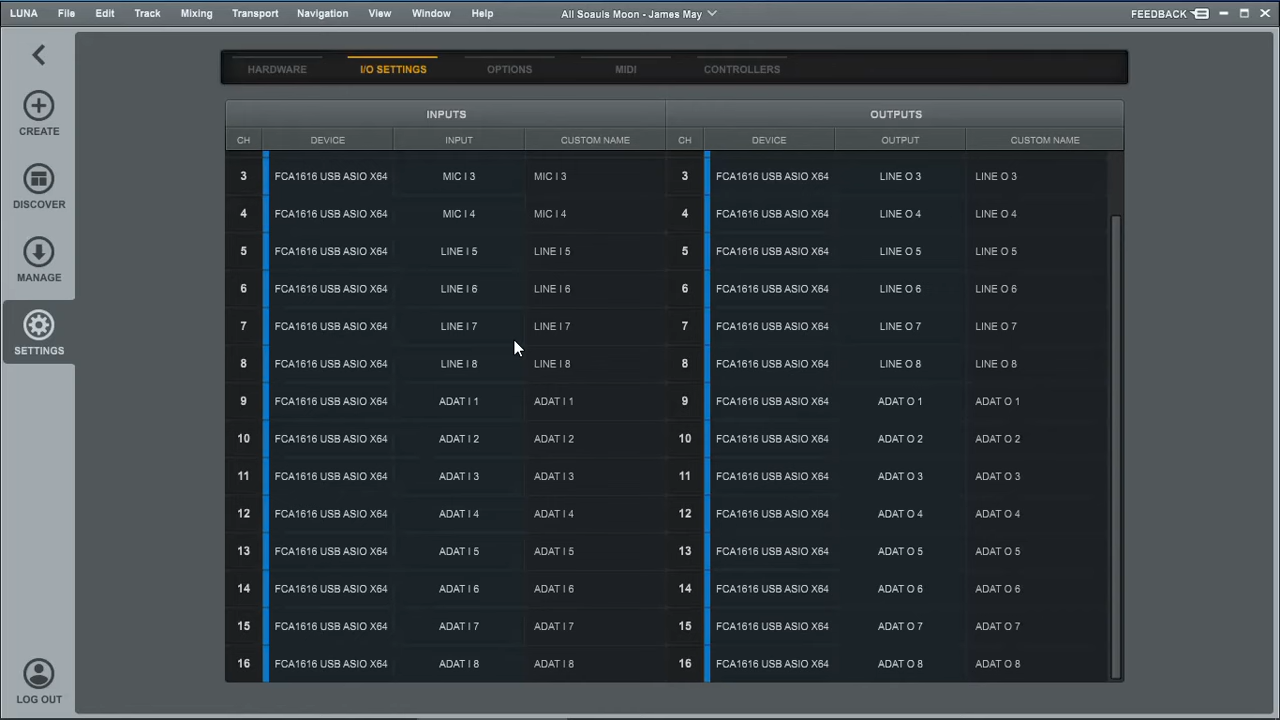 LUNA File Edit Track Mixing Transport Navigation View Window Help All Soauls Moon - James May FEEDBACK
HARDWARE I/O SETTINGS OPTIONS MIDI CONTROLLERS
CREATE
DISCOVER
MANAGE
SETTINGS
LOG OUT
INPUTS OUTPUTS
CH DEVICE INPUT CUSTOM NAME CH DEVICE OUTPUT CUSTOM NAME
3 FCA1616 USB ASIO X64 MIC I 3 MIC I 3 3 FCA1616 USB ASIO X64 LINE O 3 LINE O 3
4 FCA1616 USB ASIO X64 MIC I 4 MIC I 4 4 FCA1616 USB ASIO X64 LINE O 4 LINE O 4
5 FCA1616 USB ASIO X64 LINE I 5 LINE I 5 5 FCA1616 USB ASIO X64 LINE O 5 LINE O 5
6 FCA1616 USB ASIO X64 LINE I 6 LINE I 6 6 FCA1616 USB ASIO X64 LINE O 6 LINE O 6
7 FCA1616 USB ASIO X64 LINE I 7 LINE I 7 7 FCA1616 USB ASIO X64 LINE O 7 LINE O 7
8 FCA1616 USB ASIO X64 LINE I 8 LINE I 8 8 FCA1616 USB ASIO X64 LINE O 8 LINE O 8
9 FCA1616 USB ASIO X64 ADAT I 1 ADAT I 1 9 FCA1616 USB ASIO X64 ADAT O 1 ADAT O 1
10 FCA1616 USB ASIO X64 ADAT I 2 ADAT I 2 10 FCA1616 USB ASIO X64 ADAT O 2 ADAT O 2
11 FCA1616 USB ASIO X64 ADAT I 3 ADAT I 3 11 FCA1616 USB ASIO X64 ADAT O 3 ADAT O 3
12 FCA1616 USB ASIO X64 ADAT I 4 ADAT I 4 12 FCA1616 USB ASIO X64 ADAT O 4 ADAT O 4
13 FCA1616 USB ASIO X64 ADAT I 5 ADAT I 5 13 FCA1616 USB ASIO X64 ADAT O 5 ADAT O 5
14 FCA1616 USB ASIO X64 ADAT I 6 ADAT I 6 14 FCA1616 USB ASIO X64 ADAT O 6 ADAT O 6
15 FCA1616 USB ASIO X64 ADAT I 7 ADAT I 7 15 FCA1616 USB ASIO X64 ADAT O 7 ADAT O 7
16 FCA1616 USB ASIO X64 ADAT I 8 ADAT I 8 16 FCA1616 USB ASIO X64 ADAT O 8 ADAT O 8